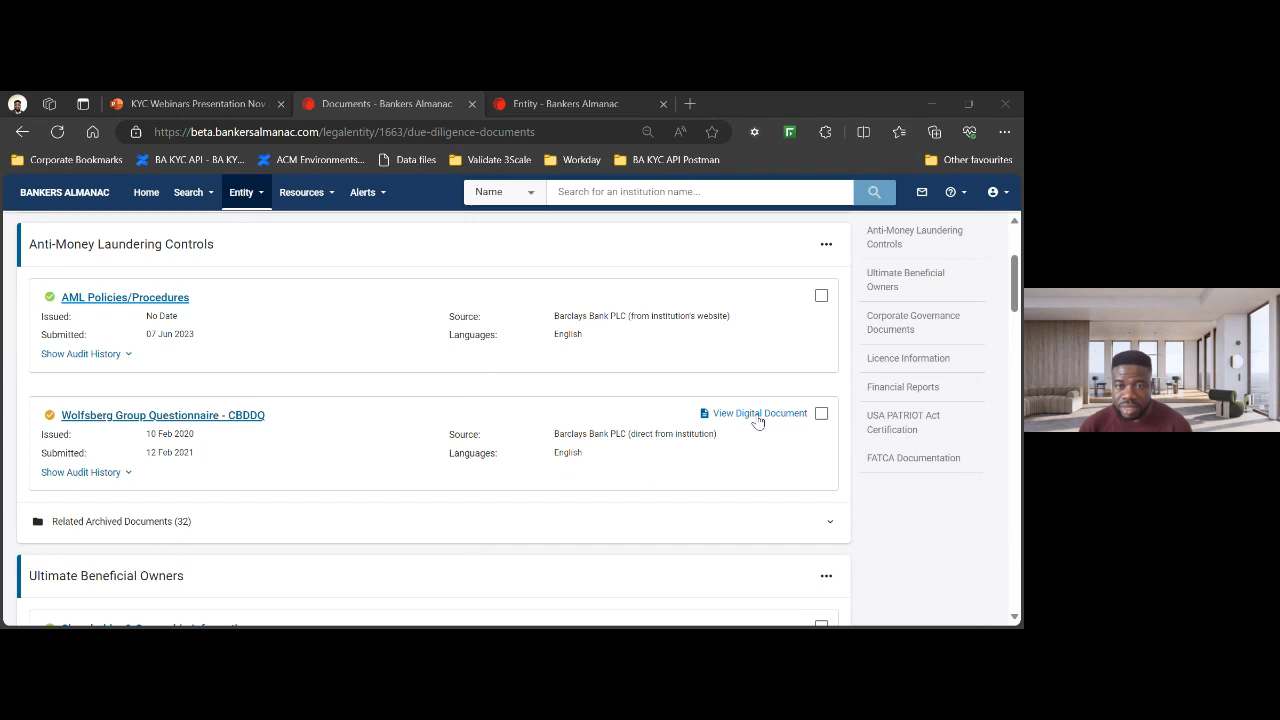 KYC Webinars Presentation Nov
Documents - Bankers Almanac
Entity - Bankers Almanac
https://beta.bankersalmanac.com/legalentity/1663/due-diligence-documents
Corporate Bookmarks
BA KYC API - BA KY...
ACM Environments...
Data files
Validate 3Scale
Workday
BA KYC API Postman
Other favourites
BANKERS ALMANAC
Home
Search
Entity
Resources
Alerts
Name
Search for an institution name...
Anti-Money Laundering Controls
AML Policies/Procedures
Issued: No Date
Source: Barclays Bank PLC (from institution's website)
Submitted: 07 Jun 2023
Languages: English
Show Audit History
Wolfsberg Group Questionnaire - CBDDQ
View Digital Document
Issued: 10 Feb 2020
Source: Barclays Bank PLC (direct from institution)
Submitted: 12 Feb 2021
Languages: English
Show Audit History
Related Archived Documents (32)
Ultimate Beneficial Owners
Anti-Money Laundering
Controls
Ultimate Beneficial
Owners
Corporate Governance
Documents
Licence Information
Financial Reports
USA PATRIOT Act
Certification
FATCA Documentation